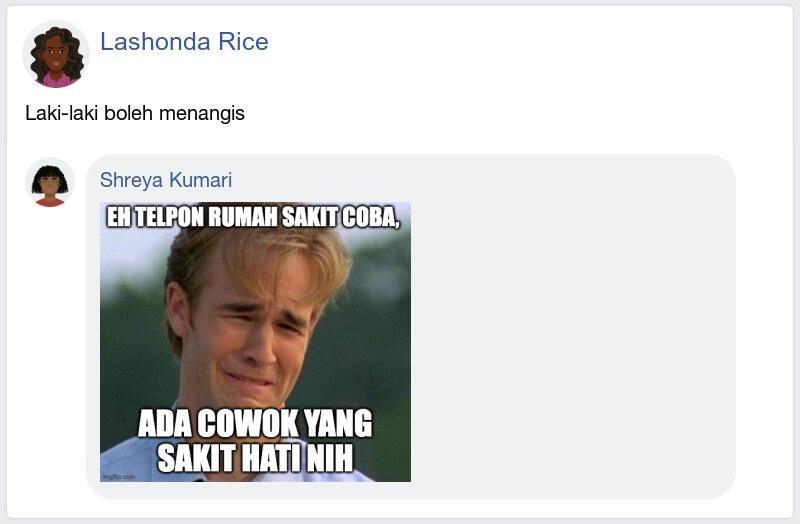 Lashonda Rice
Laki-laki boleh menangis
Shreya Kumari
EH TELPON RUMAH SAKIT COBA,
ADA COWOK YANG
SAKIT HATI NIH
imgflip.com